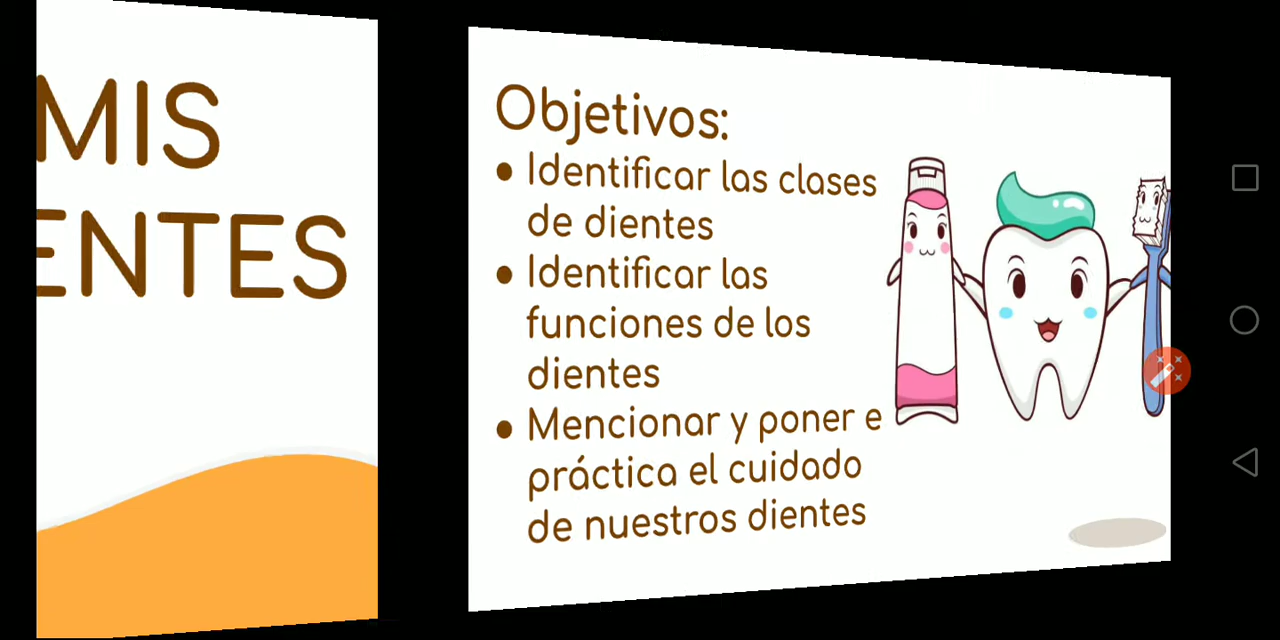 MIS
ENTES
Objetivos:
• Identificar las clases
de dientes
• Identificar las
funciones de los
dientes
• Mencionar y poner e
práctica el cuidado
de nuestros dientes